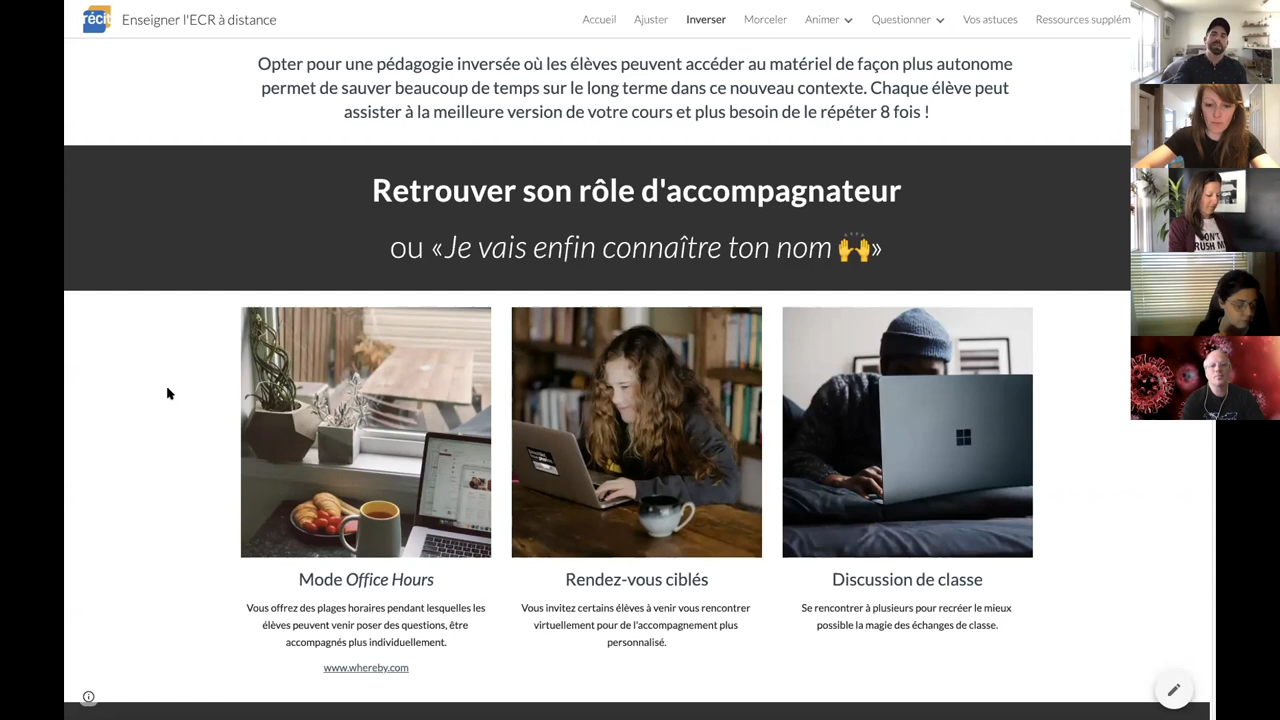 récit
Enseigner l'ECR à distance
Accueil
Ajuster
Inverser
Morceler
Animer
Questionner
Vos astuces
Ressources supplém
Opter pour une pédagogie inversée où les élèves peuvent accéder au matériel de façon plus autonome
permet de sauver beaucoup de temps sur le long terme dans ce nouveau contexte. Chaque élève peut
assister à la meilleure version de votre cours et plus besoin de le répéter 8 fois !
Retrouver son rôle d'accompagnateur
ou «Je vais enfin connaître ton nom 🙌»
Mode Office Hours
Vous offrez des plages horaires pendant lesquelles les
élèves peuvent venir poser des questions, être
accompagnés plus individuellement.
www.whereby.com
Rendez-vous ciblés
Vous invitez certains élèves à venir vous rencontrer
virtuellement pour de l'accompagnement plus
personnalisé.
Discussion de classe
Se rencontrer à plusieurs pour recréer le mieux
possible la magie des échanges de classe.